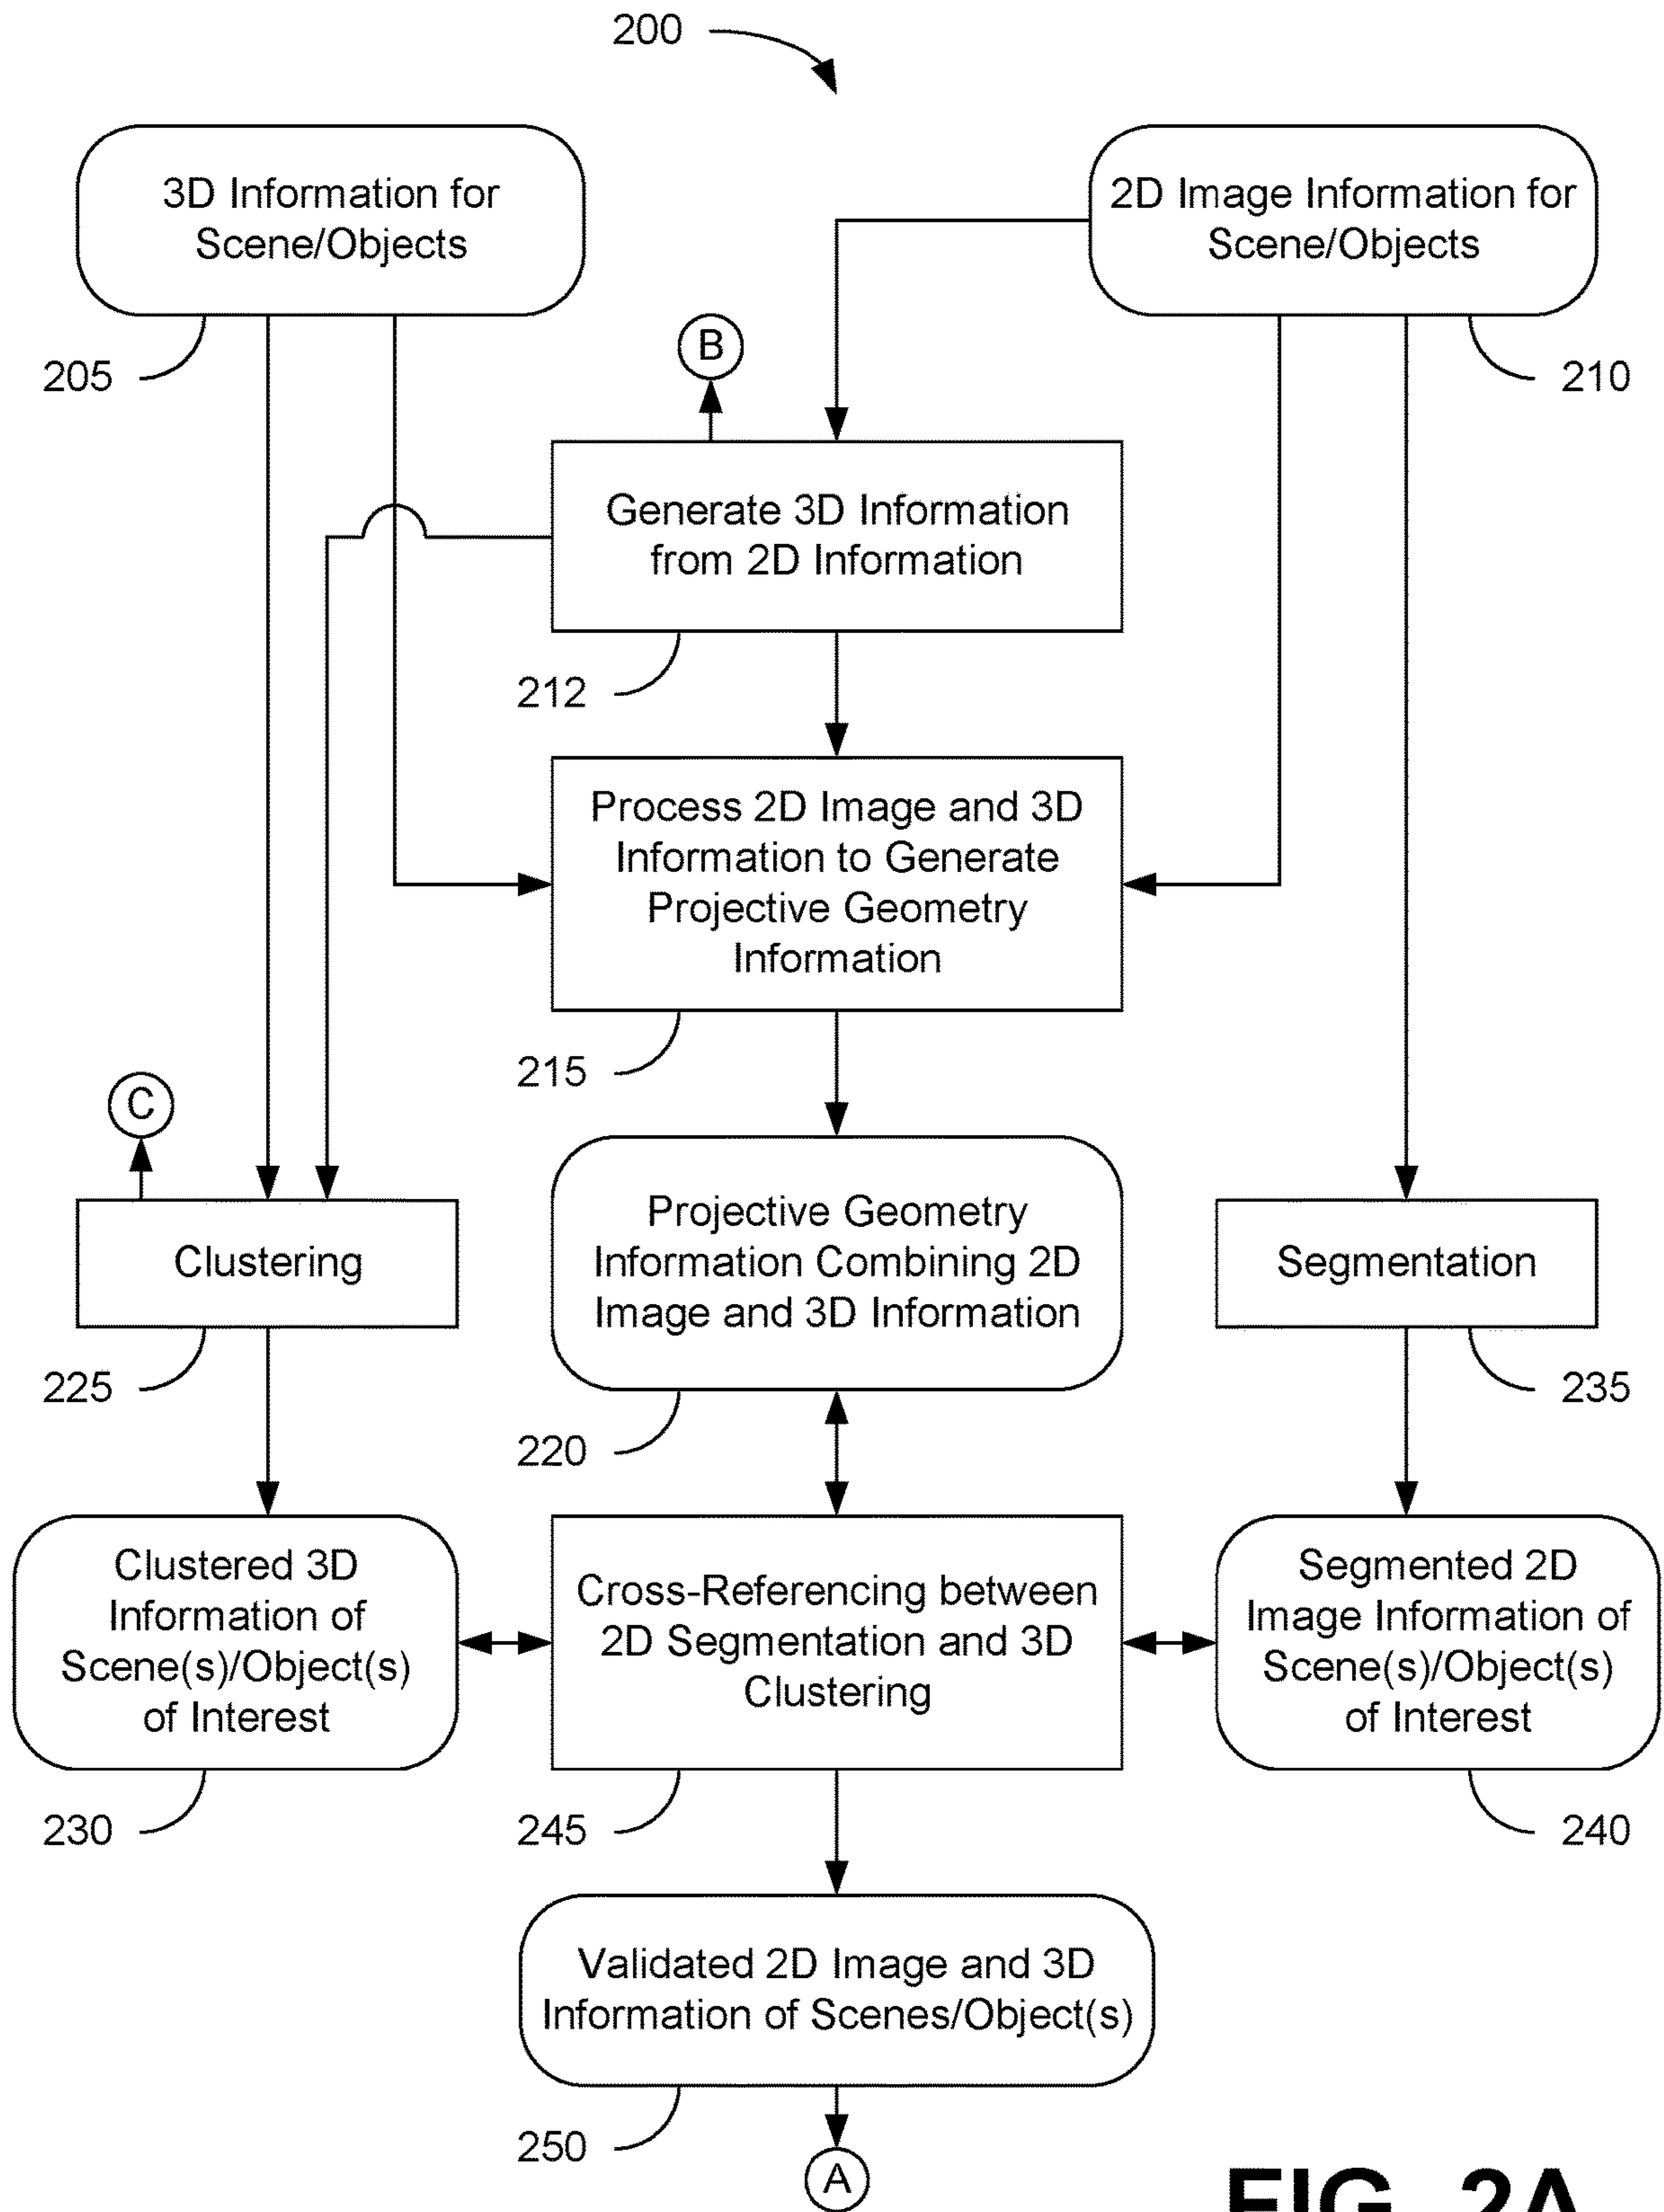 200
3D Information for
Scene/Objects
2D Image Information for
Scene/Objects
205
B
210
Generate 3D Information
from 2D Information
212
Process 2D Image and 3D
Information to Generate
Projective Geometry
Information
215
C
Clustering
Projective Geometry
Information Combining 2D
Image and 3D Information
Segmentation
225
235
220
Clustered 3D
Information of
Scene(s)/Object(s)
of Interest
Cross-Referencing between
2D Segmentation and 3D
Clustering
Segmented 2D
Image Information of
Scene(s)/Object(s)
of Interest
230
245
240
Validated 2D Image and 3D
Information of Scenes/Object(s)
250
A
FIG. 2A